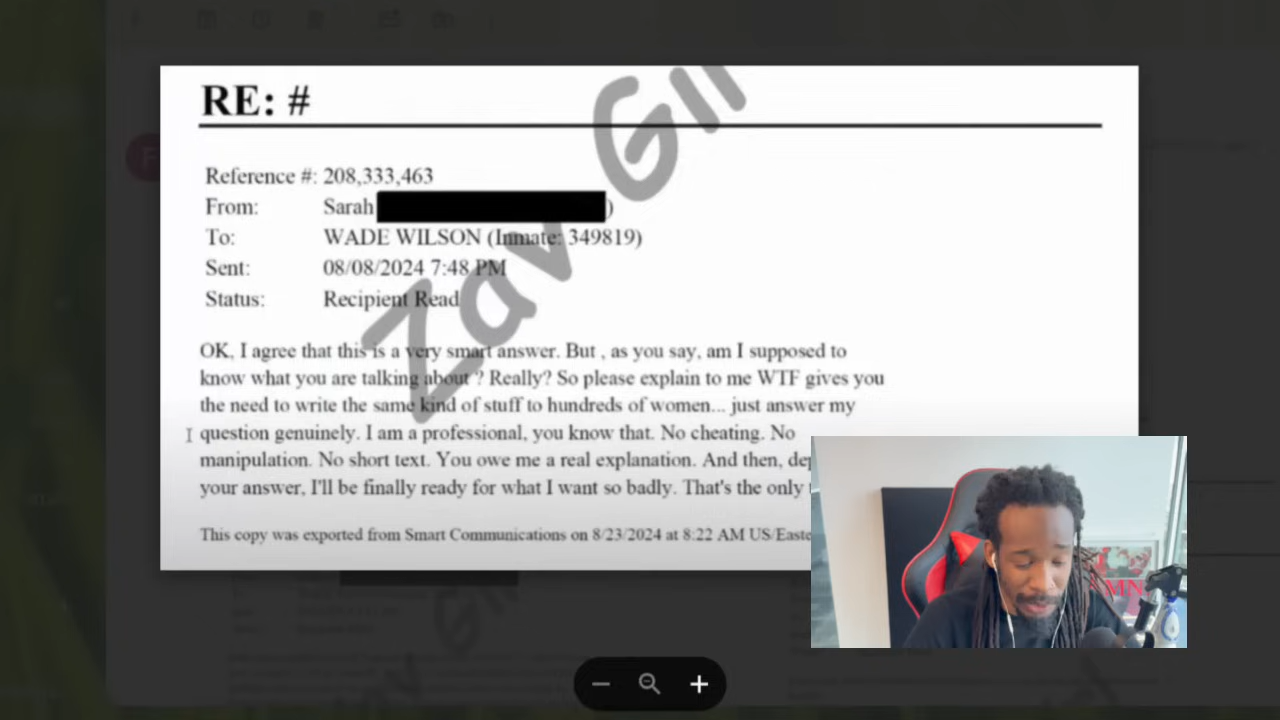 RE: #
Reference #: 208,333,463
From: Sarah )
To: WADE WILSON (Inmate: 349819)
Sent: 08/08/2024 7:48 PM
Status: Recipient Read
OK, I agree that this is a very smart answer. But , as you say, am I supposed to
know what you are talking about ? Really? So please explain to me WTF gives you
the need to write the same kind of stuff to hundreds of women... just answer my
question genuinely. I am a professional, you know that. No cheating. No
manipulation. No short text. You owe me a real explanation. And then,
your answer, I'll be finally ready for what I want so badly. That's the only
This copy was exported from Smart Communications on 8/23/2024 at 8:22 AM
Zav Gir
MN